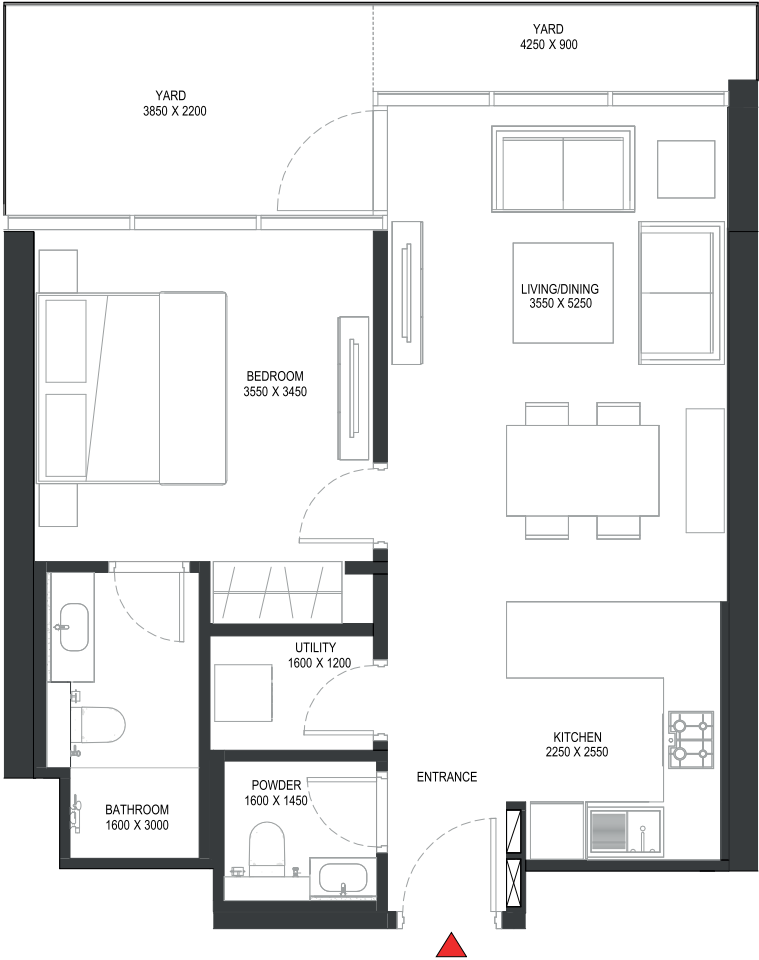 YARD
4250 X 900
YARD
3850 X 2200
LIVING/DINING
3550 X 5250
BEDROOM
3550 X 3450
UTILITY
1600 X 1200
KITCHEN
2250 X 2550
ENTRANCE
POWDER
1600 X 1450
BATHROOM
1600 X 3000